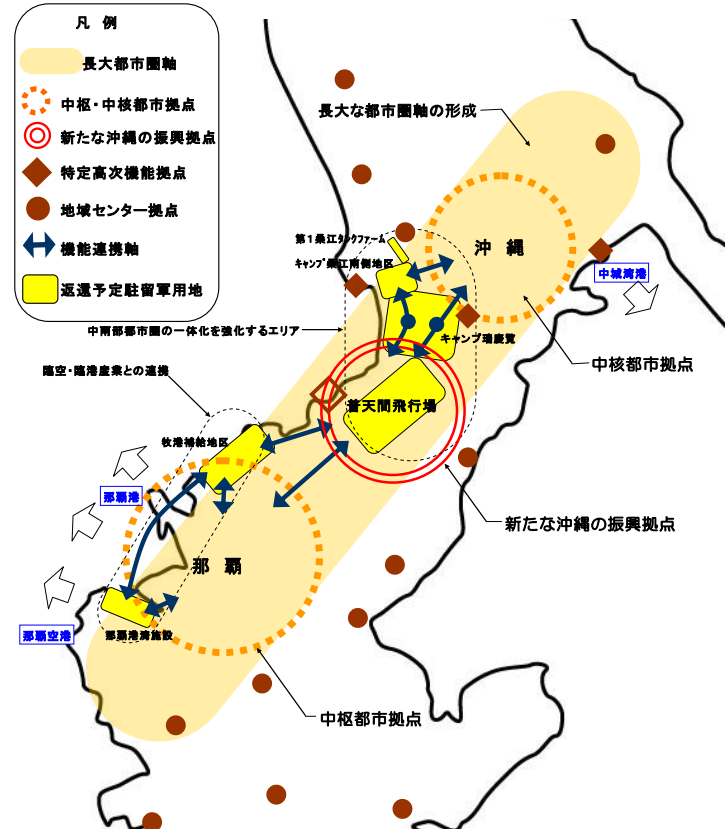 凡 例
長大都市圏軸
中枢・中核都市拠点
新たな沖縄の振興拠点
特定高次機能拠点
地域センター拠点
機能連携軸
返還予定駐留軍用地
長大な都市圏軸の形成
第1桑江タンクファーム
キャンプ桑江南側地区
沖 縄
中城湾港
中南部都市圏の一体化を強化するエリア
キャンプ瑞慶覧
中核都市拠点
臨空・臨港産業との連携
普天間飛行場
牧港補給地区
那覇港
新たな沖縄の振興拠点
那 覇
那覇空港
那覇港湾施設
中枢都市拠点